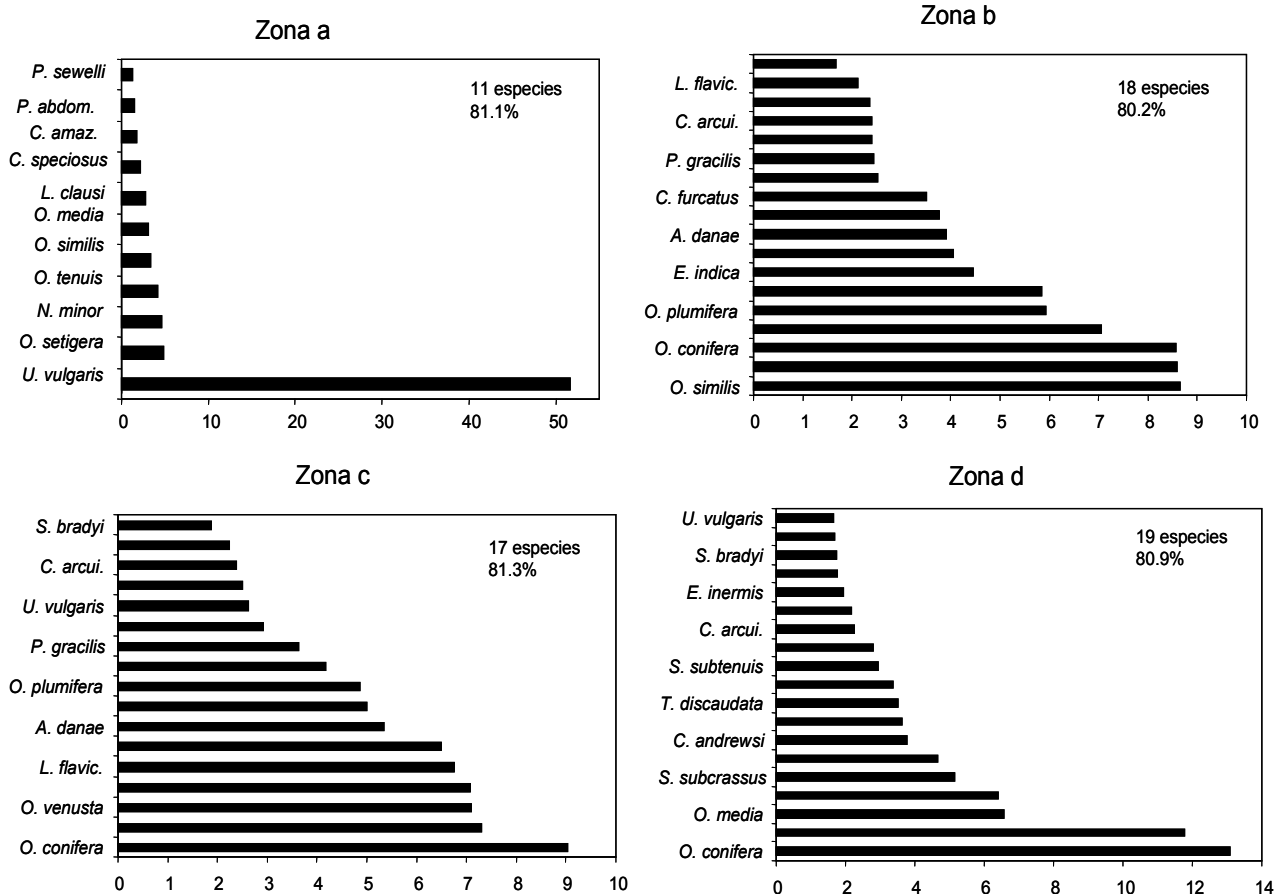 Zona a
11 especies
81.1%
P. sewelli
P. abdom.
C. amaz.
C. speciosus
L. clausi
O. media
O. similis
O. tenuis
N. minor
O. setigera
U. vulgaris
0 10 20 30 40 50
Zona b
18 especies
80.2%
L. flavic.
C. arcui.
P. gracilis
C. furcatus
A. danae
E. indica
O. plumifera
O. conifera
O. similis
0 1 2 3 4 5 6 7 8 9 10
Zona c
17 especies
81.3%
S. bradyi
C. arcui.
U. vulgaris
P. gracilis
O. plumifera
A. danae
L. flavic.
O. venusta
O. conifera
0 1 2 3 4 5 6 7 8 9 10
Zona d
19 especies
80.9%
U. vulgaris
S. bradyi
E. inermis
C. arcui.
S. subtenuis
T. discaudata
C. andrewsi
S. subcrassus
O. media
O. conifera
0 2 4 6 8 10 12 14